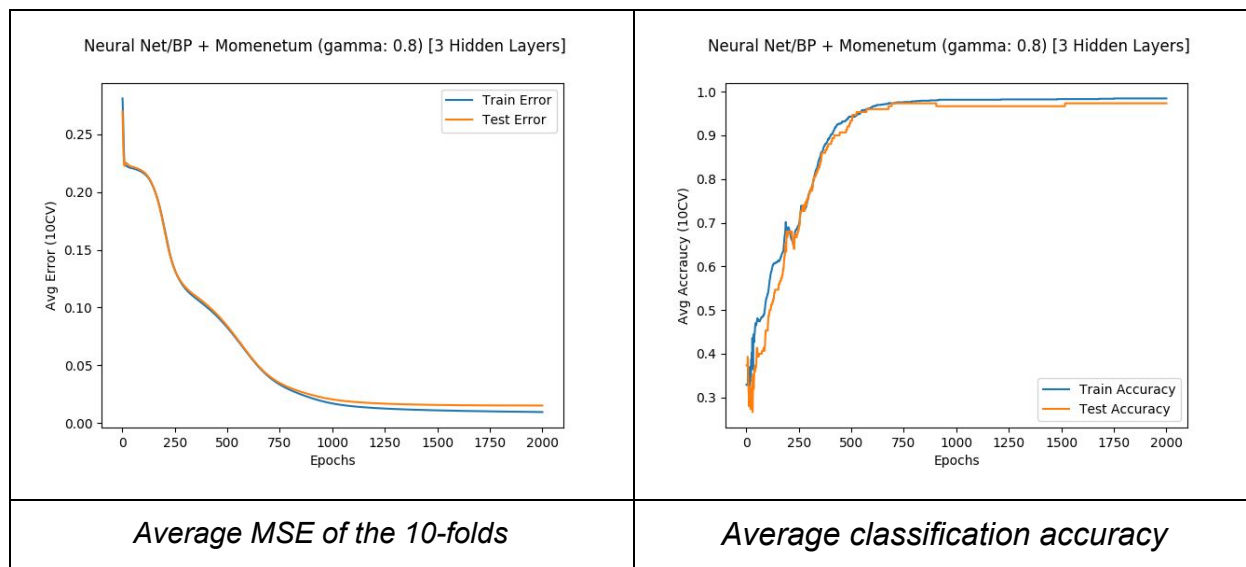 Neural Net/BP + Momenetum (gamma: 0.8) [3 Hidden Layers]
Train Error
Test Error
0.25
0.20
0.15
0.10
0.05
0.00
Avg Error (10CV)
0 250 500 750 1000 1250 1500 1750 2000
Epochs
Average MSE of the 10-folds
Neural Net/BP + Momenetum (gamma: 0.8) [3 Hidden Layers]
1.0
0.9
0.8
0.7
0.6
0.5
0.4
0.3
Avg Accraucy (10CV)
Train Accuracy
Test Accuracy
0 250 500 750 1000 1250 1500 1750 2000
Epochs
Average classification accuracy